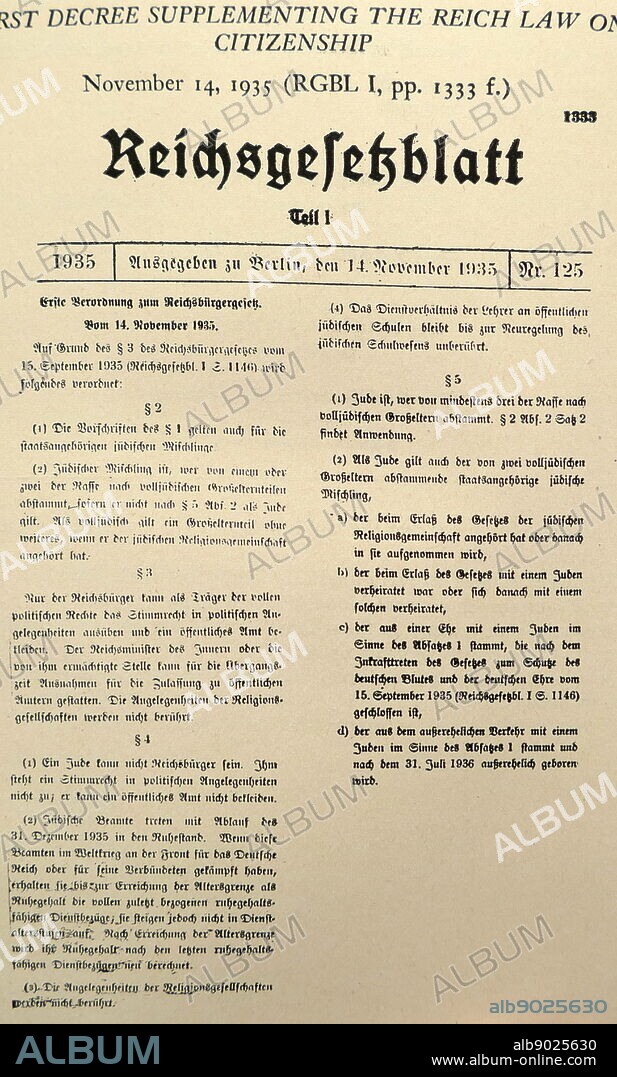 RST DECREE SUPPLEMENTING THE REICH LAW ON
CITIZENSHIP
November 14, 1935 (RGBL I, pp. 1333 f.)
1333
Reichsgesetzblatt
Teil I
1935
Ausgegeben zu Berlin, den 14. November 1935
Nr. 125
Erste Verordnung zum Reichsbürgergesetz.
Vom 14. November 1935.
Auf Grund des § 3 des Reichsbürgergesetzes vom
15. September 1935 (Reichsgesetzbl. I S. 1146) wird
folgendes verordnet:
§ 2
(1) Die Vorschriften des § 1 gelten auch für die
staatsangehörigen jüdischen Mischlinge
(2) Jüdischer Mischling ist, wer von einem oder
zwei der Rasse nach volljüdischen Großelternteilen
abstammt, sofern er nicht nach § 5 Abs. 2 als Jude
gilt. Als volljüdisch gilt ein Großelternteil ohne
weiteres, wenn er der jüdischen Religionsgemeinschaft
angehört hat.
§ 3
Nur der Reichsbürger kann als Träger der vollen
politischen Rechte das Stimmrecht in politischen An-
gelegenheiten ausüben und ein öffentliches Amt be-
kleiden. Der Reichsminister des Innern oder die
von ihm ermächtigte Stelle kann für die Übergangs-
zeit Ausnahmen für die Zulassung zu öffentlichen
Ämtern gestatten. Die Angelegenheiten der Religions-
gesellschaften werden nicht berührt
§ 4
(1) Ein Jude kann nicht Reichsbürger sein. Ihm
steht ein Stimmrecht in politischen Angelegenheiten
nicht zu; er kann ein öffentliches Amt nicht bekleiden.
(2) Jüdische Beamte treten mit Ablauf des
31. Dezember 1935 in den Ruhestand. Wenn diese
Beamten im Weltkrieg an der Front für das Deutsche
Reich oder für seine Verbündeten gekämpft haben,
erhalten sie bis zur Erreichung der Altersgrenze als
Ruhegehalt die vollen zuletzt bezogenen ruhegehalts-
fähigen Dienstbezüge; sie steigen jedoch nicht in Dienst-
altersstufen auf. Nach Erreichung der Altersgrenze
wird ihr Ruhegehalt nach den letzten ruhegehalts-
fähigen Dienstbezügen neu berechnet.
(3) Die Angelegenheiten der Religionsgesellschaften
werden nicht berührt.
(4) Das Dienstverhältnis der Lehrer an öffentlichen
jüdischen Schulen bleibt bis zur Neuregelung des
jüdischen Schulwesens unberührt.
§ 5
(1) Jude ist, wer von mindestens drei der Rasse nach
volljüdischen Großeltern abstammt. § 2 Abs. 2 Satz 2
findet Anwendung.
(2) Als Jude gilt auch der von zwei volljüdischen
Großeltern abstammende staatsangehörige jüdische
Mischling,
a) der beim Erlaß des Gesetzes der jüdischen
Religionsgemeinschaft angehört hat oder danach
in sie aufgenommen wird,
b) der beim Erlaß des Gesetzes mit einem Juden
verheiratet war oder sich danach mit einem
solchen verheiratet,
c) der aus einer Ehe mit einem Juden im
Sinne des Absatzes 1 stammt, die nach dem
Inkrafttreten des Gesetzes zum Schutze des
deutschen Blutes und der deutschen Ehre vom
15. September 1935 (Reichsgesetzbl. I S. 1146)
geschlossen ist,
d) der aus dem außerehelichen Verkehr mit einem
Juden im Sinne des Absatzes 1 stammt und
nach dem 31. Juli 1936 außerehelich geboren
wird.
alb9025630
ALBUM
alb9025630
www.album-online.com